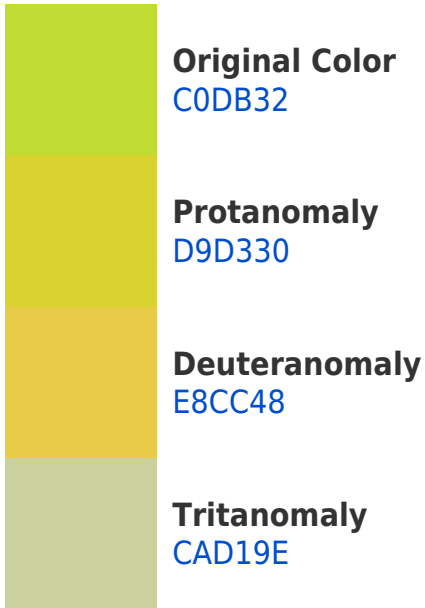 Original Color
C0DB32
Protanomaly
D9D330
Deuteranomaly
E8CC48
Tritanomaly
CAD19E